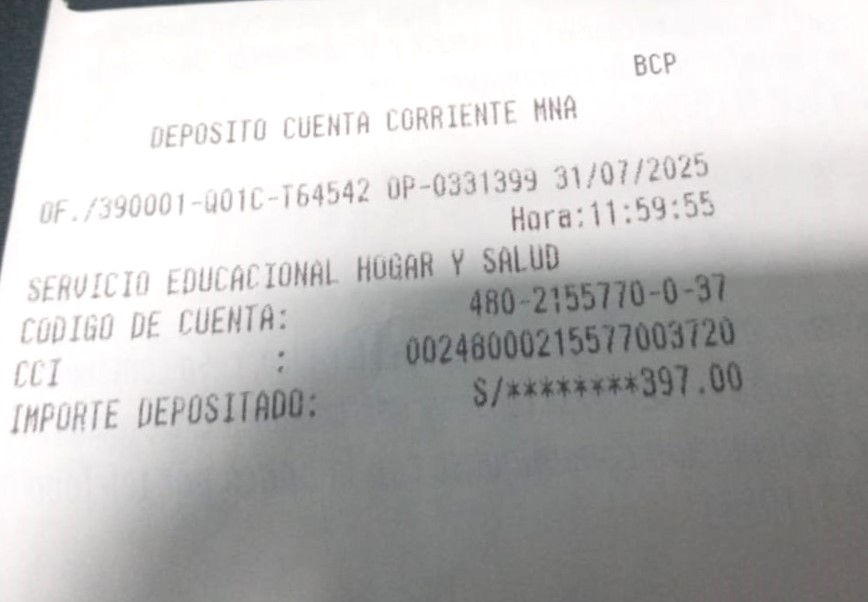 BCP
DEPOSITO CUENTA CORRIENTE MNA
OF./390001-Q01C-T64542 OP-0331399 31/07/2025
Hora:11:59:55
SERVICIO EDUCACIONAL HOGAR Y SALUD
CODIGO DE CUENTA: 480-2155770-0-37
CCI : 00248000215577003720
IMPORTE DEPOSITADO: S/********397.00